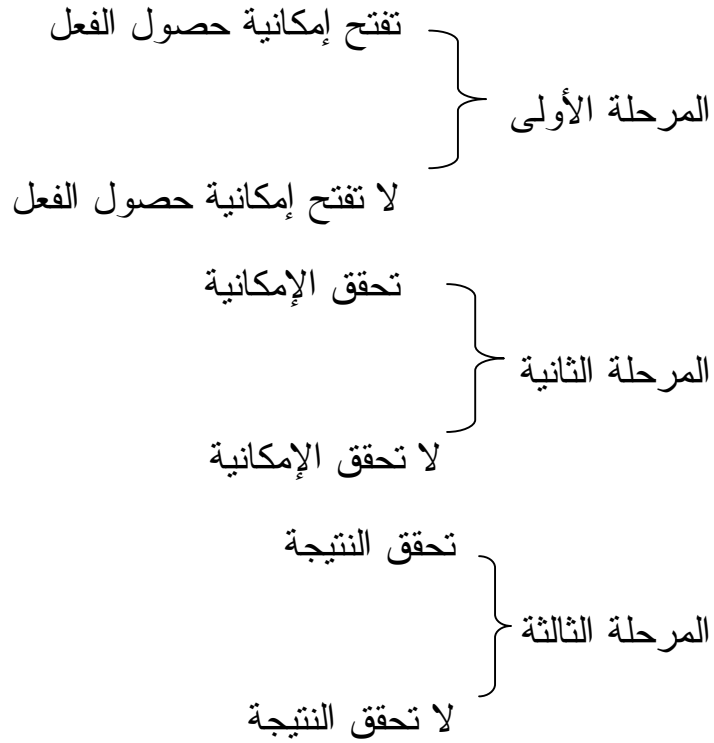 تفتح إمكانية حصول الفعل
المرحلة الأولى
لا تفتح إمكانية حصول الفعل
تحقق الإمكانية
المرحلة الثانية
لا تحقق الإمكانية
تحقق النتيجة
المرحلة الثالثة
لا تحقق النتيجة